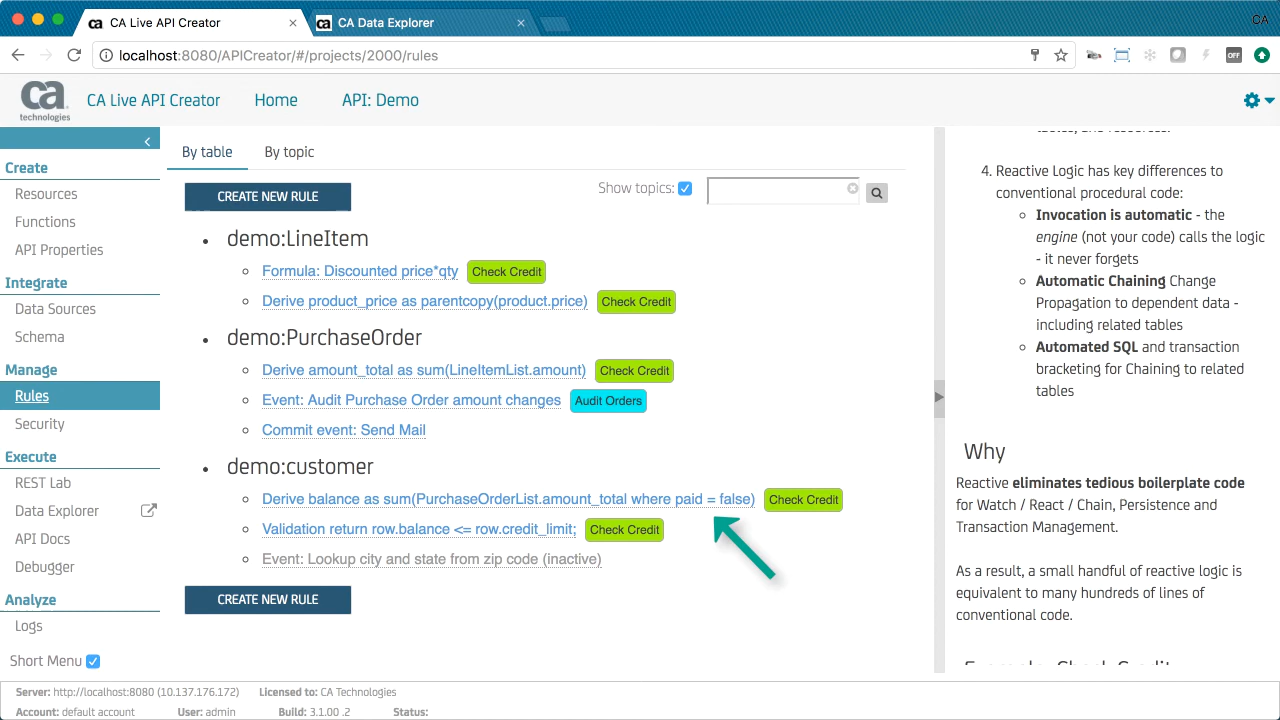 CA Live API Creator
CA Data Explorer
CA
localhost:8080/APICreator/#/projects/2000/rules
OFF
ca
technologies
CA Live API Creator
Home
API: Demo
Create
Resources
Functions
API Properties
Integrate
Data Sources
Schema
Manage
Rules
Security
Execute
REST Lab
Data Explorer
API Docs
Debugger
Analyze
Logs
Short Menu
By table
By topic
CREATE NEW RULE
Show topics:
demo:LineItem
Formula: Discounted price*qty Check Credit
Derive product_price as parentcopy(product.price) Check Credit
demo:PurchaseOrder
Derive amount_total as sum(LineItemList.amount) Check Credit
Event: Audit Purchase Order amount changes Audit Orders
Commit event: Send Mail
demo:customer
Derive balance as sum(PurchaseOrderList.amount_total where paid = false) Check Credit
Validation return row.balance <= row.credit_limit; Check Credit
Event: Lookup city and state from zip code (inactive)
CREATE NEW RULE
4. Reactive Logic has key differences to
conventional procedural code:
Invocation is automatic - the
engine (not your code) calls the logic
- it never forgets
Automatic Chaining Change
Propagation to dependent data -
including related tables
Automated SQL and transaction
bracketing for Chaining to related
tables
Why
Reactive eliminates tedious boilerplate code
for Watch / React / Chain, Persistence and
Transaction Management.
As a result, a small handful of reactive logic is
equivalent to many hundreds of lines of
conventional code.
Server: http://localhost:8080 (10.137.176.172) Licensed to: CA Technologies
Account: default account User: admin Build: 3.1.00 .2 Status: